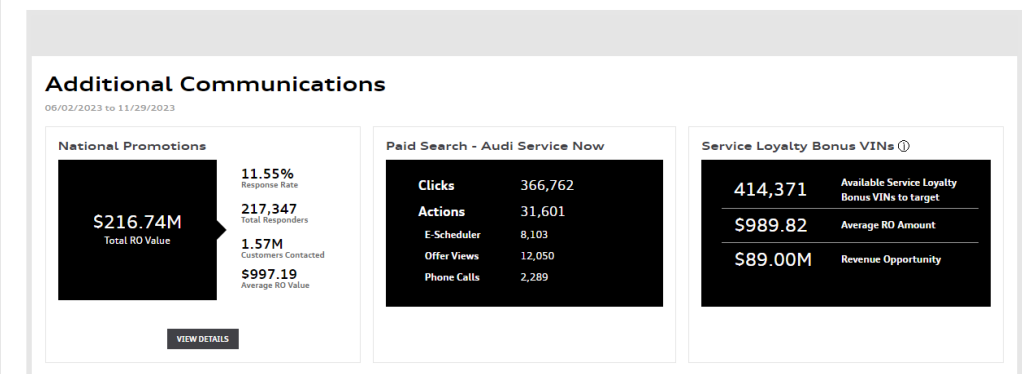 Additional Communications
06/02/2023 to 11/29/2023
National Promotions
$216.74M
Total RO Value
11.55%
Response Rate
217,347
Total Responders
1.57M
Customers Contacted
$997.19
Average RO Value
VIEW DETAILS
Paid Search - Audi Service Now
Clicks 366,762
Actions 31,601
E-Scheduler 8,103
Offer Views 12,050
Phone Calls 2,289
Service Loyalty Bonus VINs ⓘ
414,371 Available Service Loyalty
Bonus VINs to target
$989.82 Average RO Amount
$89.00M Revenue Opportunity